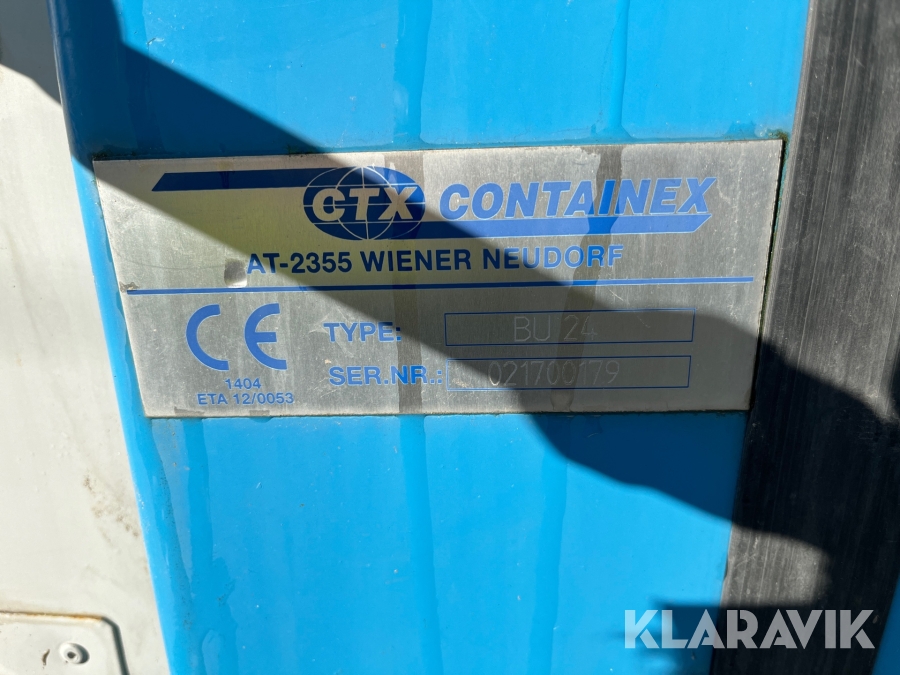 CTX CONTAINEX
AT-2355 WIENER NEUDORF
CE
TYPE: BU 24
SER.NR.: 021700179
1404
ETA 12/0053
KLARAVIK